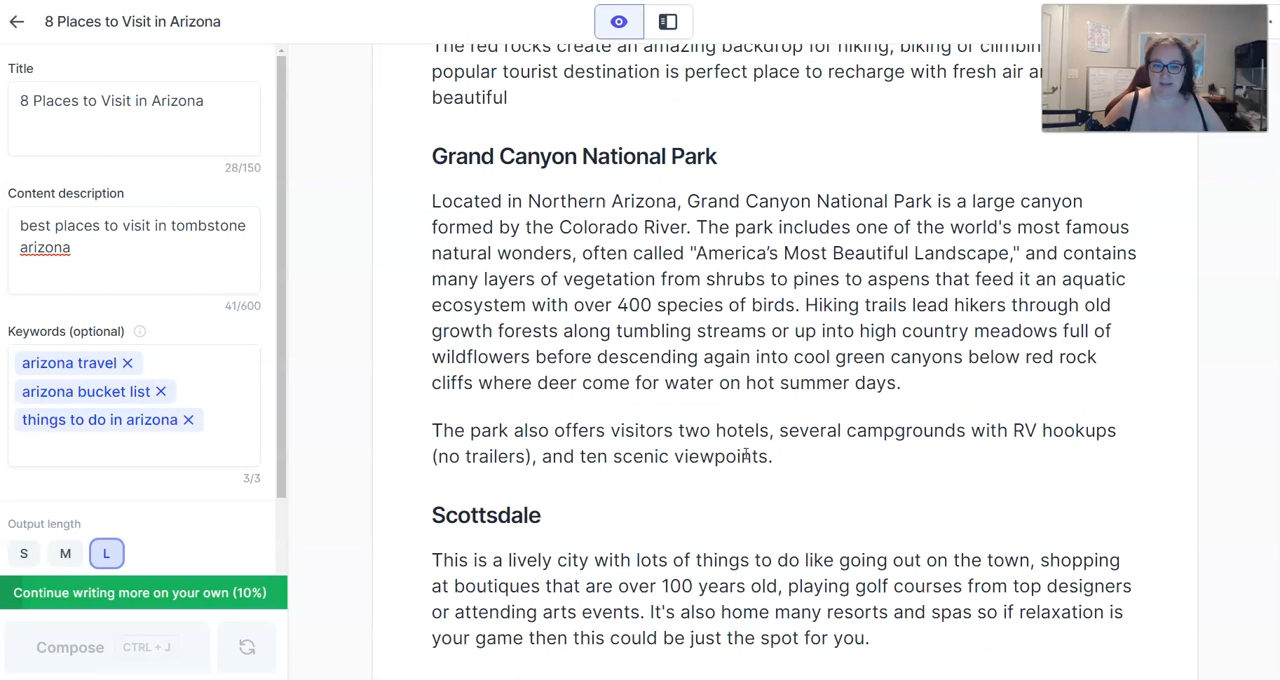 8 Places to Visit in Arizona
Title
8 Places to Visit in Arizona
28/150
Content description
best places to visit in tombstone
arizona
41/600
Keywords (optional)
arizona travel
arizona bucket list
things to do in arizona
3/3
Output length
S M L
Continue writing more on your own (10%)
Compose CTRL + J
The red rocks create an amazing backdrop for hiking, biking or
popular tourist destination is perfect place to recharge with fresh air
beautiful
Grand Canyon National Park
Located in Northern Arizona, Grand Canyon National Park is a large canyon
formed by the Colorado River. The park includes one of the world's most famous
natural wonders, often called "America's Most Beautiful Landscape," and contains
many layers of vegetation from shrubs to pines to aspens that feed it an aquatic
ecosystem with over 400 species of birds. Hiking trails lead hikers through old
growth forests along tumbling streams or up into high country meadows full of
wildflowers before descending again into cool green canyons below red rock
cliffs where deer come for water on hot summer days.
The park also offers visitors two hotels, several campgrounds with RV hookups
(no trailers), and ten scenic viewpoints.
Scottsdale
This is a lively city with lots of things to do like going out on the town, shopping
at boutiques that are over 100 years old, playing golf courses from top designers
or attending arts events. It's also home many resorts and spas so if relaxation is
your game then this could be just the spot for you.